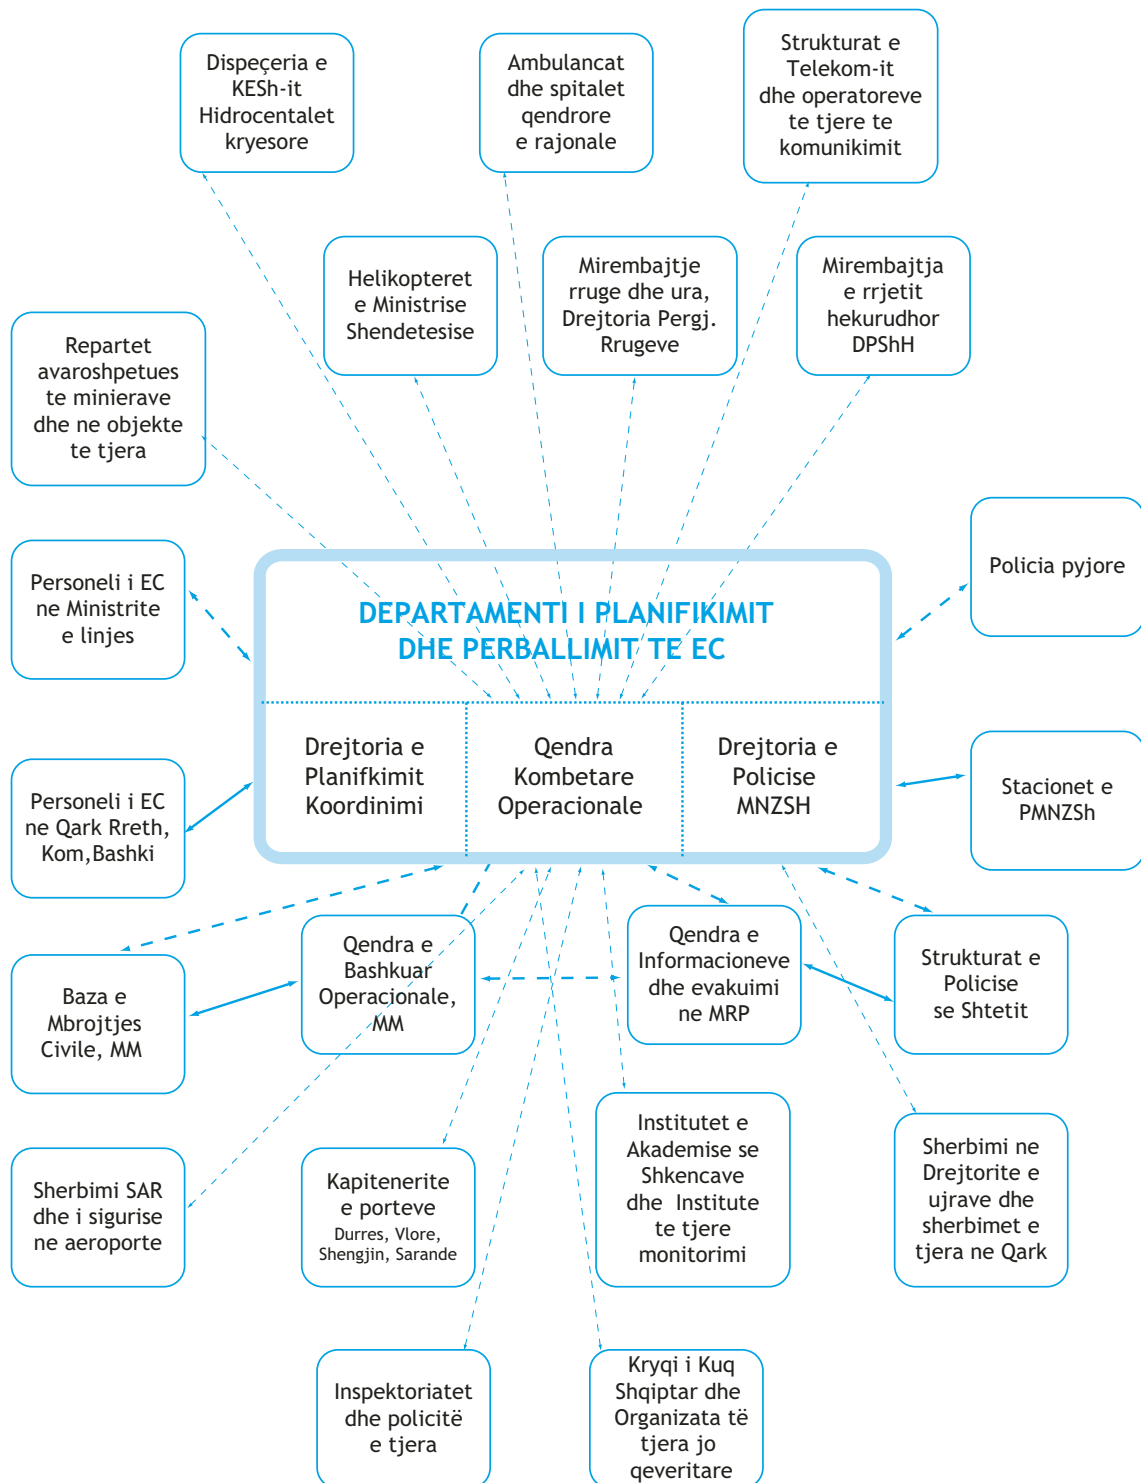 Dispeçeria e
KESh-it
Hidrocentalet
kryesore
Ambulancat
dhe spitalet
qendrore
e rajonale
Strukturat e
Telekom-it
dhe operatoreve
te tjere te
komunikimit
Helikopteret
e Ministrise
Shendetesise
Mirembajtje
rruge dhe ura,
Drejtoria Pergj.
Rrugeve
Mirembajtja
e rrjetit
hekurudhor
DPShH
Repartet
avaroshpetues
te minierave
dhe ne objekte
te tjera
Personeli i EC
ne Ministrite
e linjes
Policia pyjore
DEPARTAMENTI I PLANIFIKIMIT
DHE PERBALLIMIT TE EC
Drejtoria e
Planifkimit
Koordinimi
Qendra
Kombetare
Operacionale
Drejtoria e
Policise
MNZSH
Personeli i EC
ne Qark Rreth,
Kom,Bashki
Stacionet e
PMNZSh
Baza e
Mbrojtjes
Civile, MM
Qendra e
Bashkuar
Operacionale,
MM
Qendra e
Informacioneve
dhe evakuimi
ne MRP
Strukturat e
Policise
se Shtetit
Sherbimi SAR
dhe i sigurise
ne aeroporte
Kapitenerite
e porteve
Durres, Vlore,
Shengjin, Sarande
Institutet e
Akademise se
Shkencave
dhe Institute
te tjere
monitorimi
Sherbimi ne
Drejtorite e
ujrave dhe
sherbimet e
tjera ne Qark
Inspektoriatet
dhe policitë
e tjera
Kryqi i Kuq
Shqiptar dhe
Organizata të
tjera jo
qeveritare